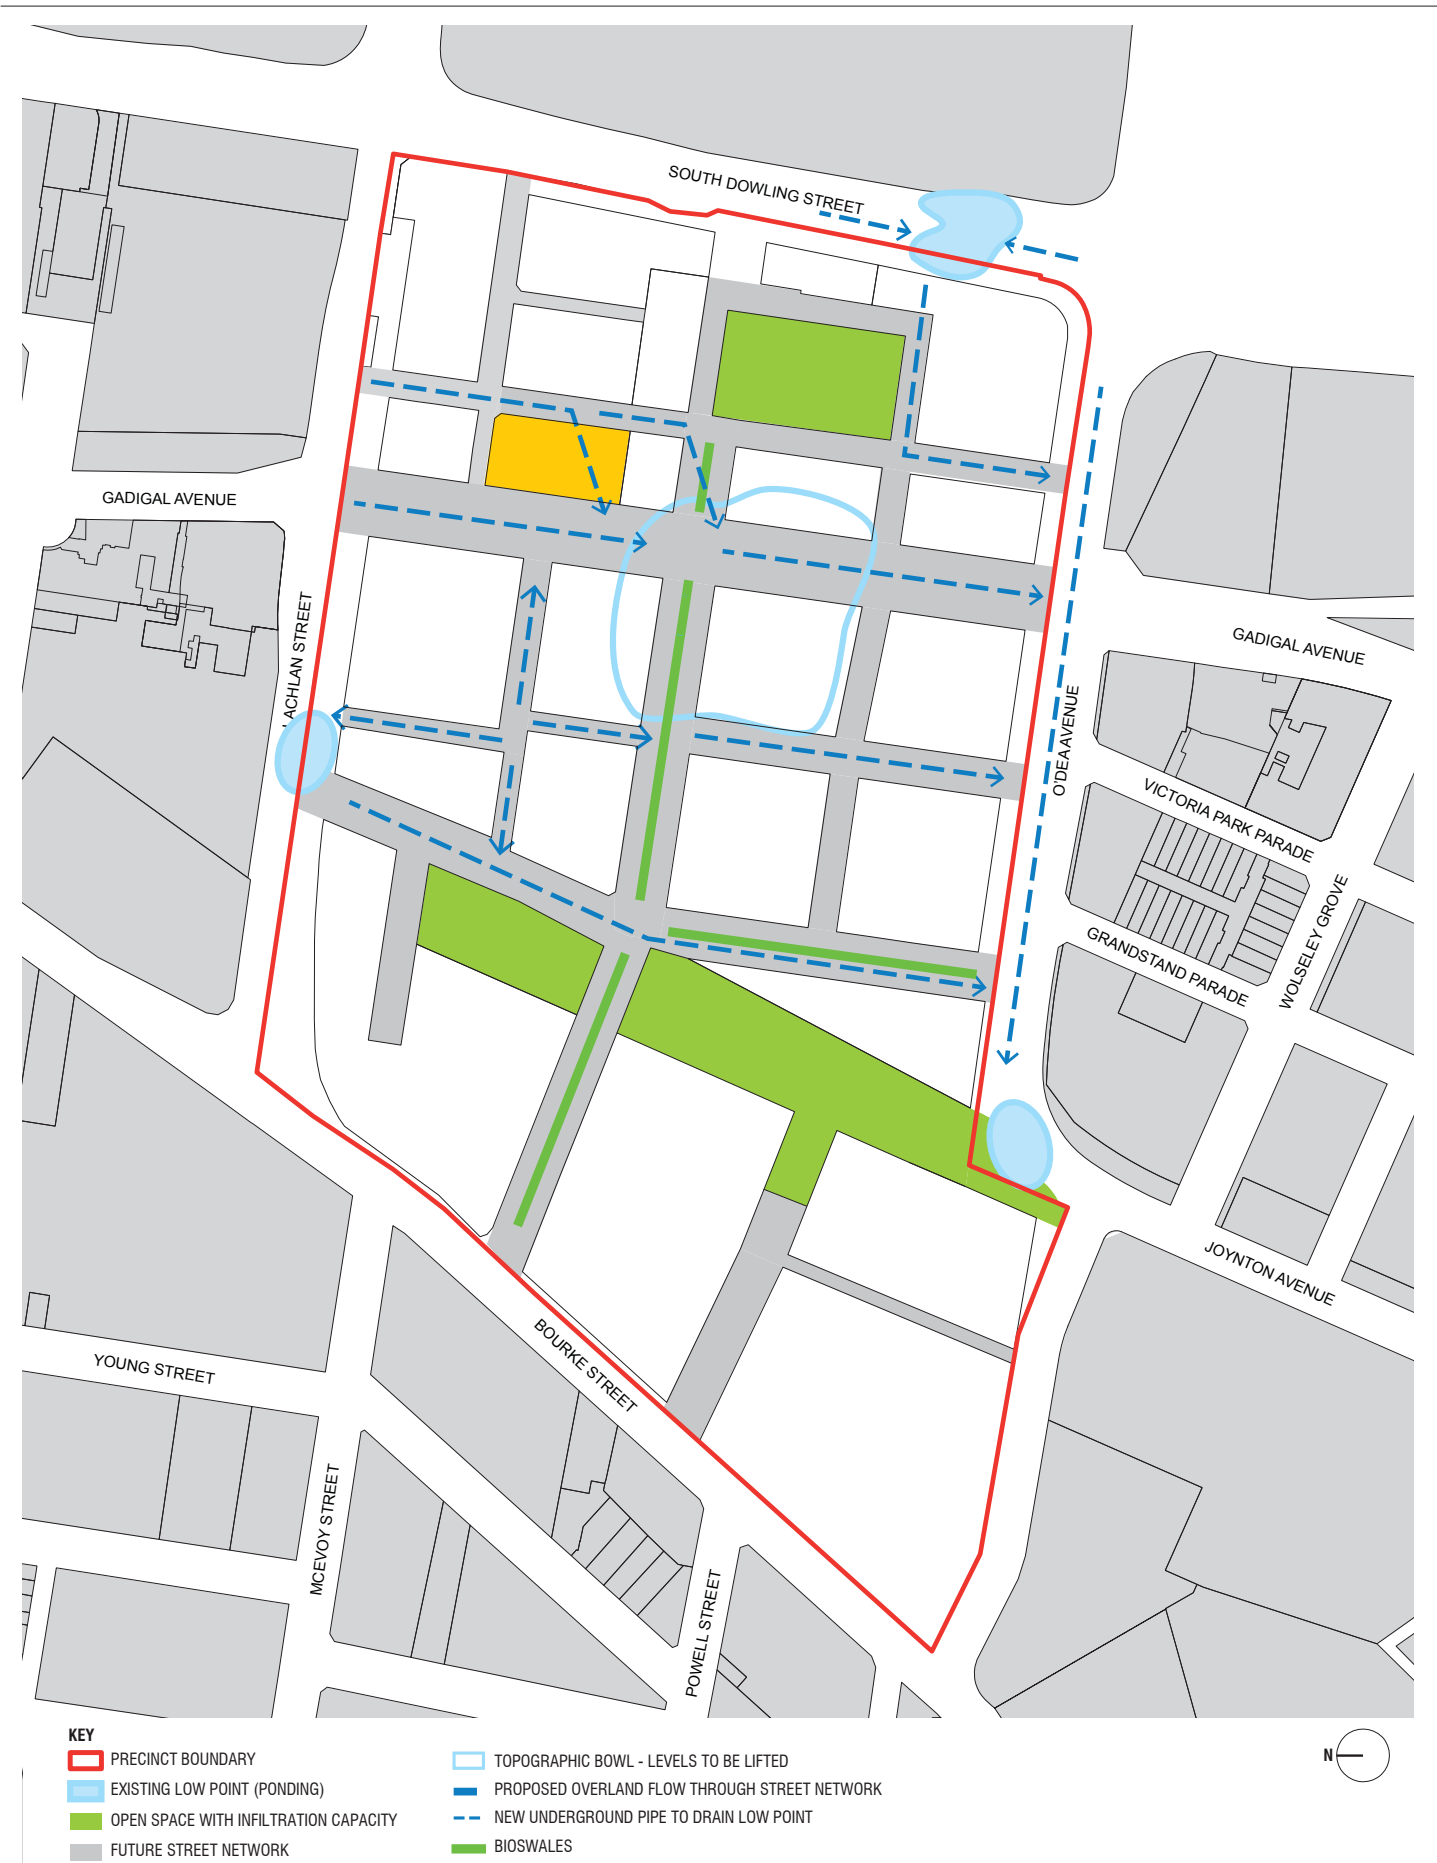 SOUTH DOWLING STREET
GADIGAL AVENUE
LACHLAN STREET
GADIGAL AVENUE
O'DEA AVENUE
VICTORIA PARK PARADE
GRANDSTAND PARADE
WOLSELEY GROVE
JOYNTON AVENUE
BOURKE STREET
YOUNG STREET
MCEVOY STREET
POWELL STREET
KEY
PRECINCT BOUNDARY
EXISTING LOW POINT (PONDING)
OPEN SPACE WITH INFILTRATION CAPACITY
FUTURE STREET NETWORK
TOPOGRAPHIC BOWL - LEVELS TO BE LIFTED
PROPOSED OVERLAND FLOW THROUGH STREET NETWORK
NEW UNDERGROUND PIPE TO DRAIN LOW POINT
BIOSWALES
N